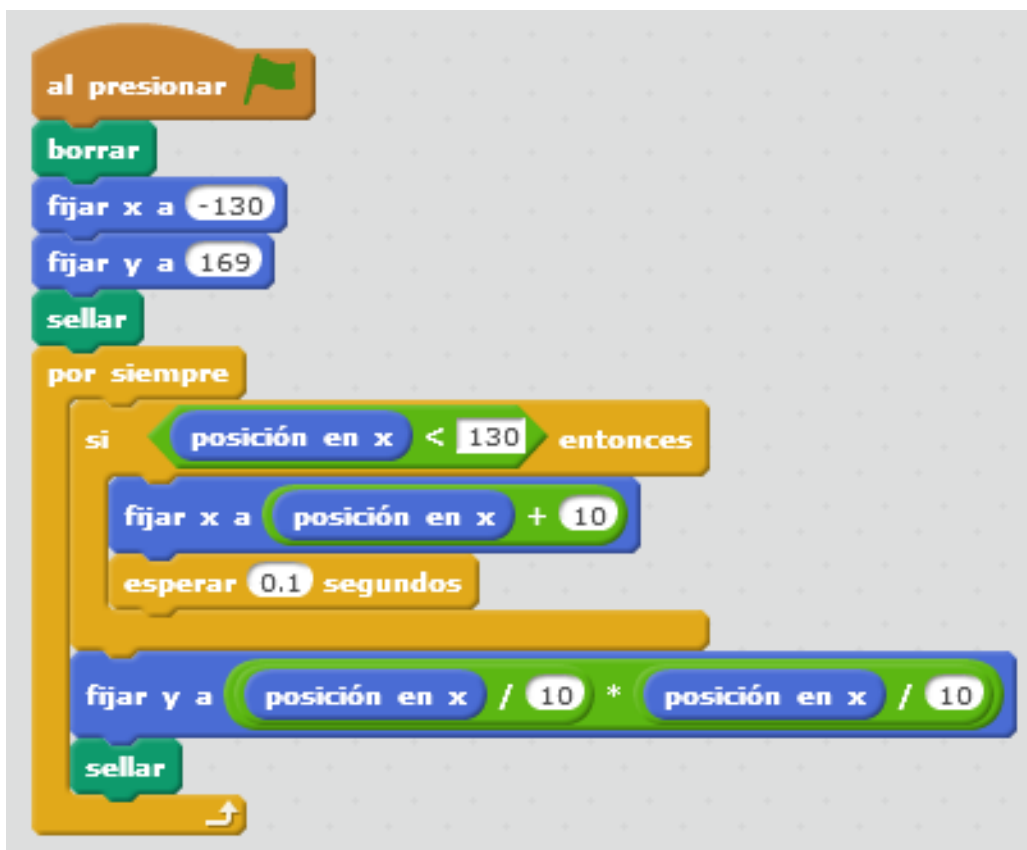 al presionar
borrar
fijar x a -130
fijar y a 169
sellar
por siempre
si posición en x < 130 entonces
fijar x a posición en x + 10
esperar 0.1 segundos
fijar y a posición en x / 10 * posición en x / 10
sellar